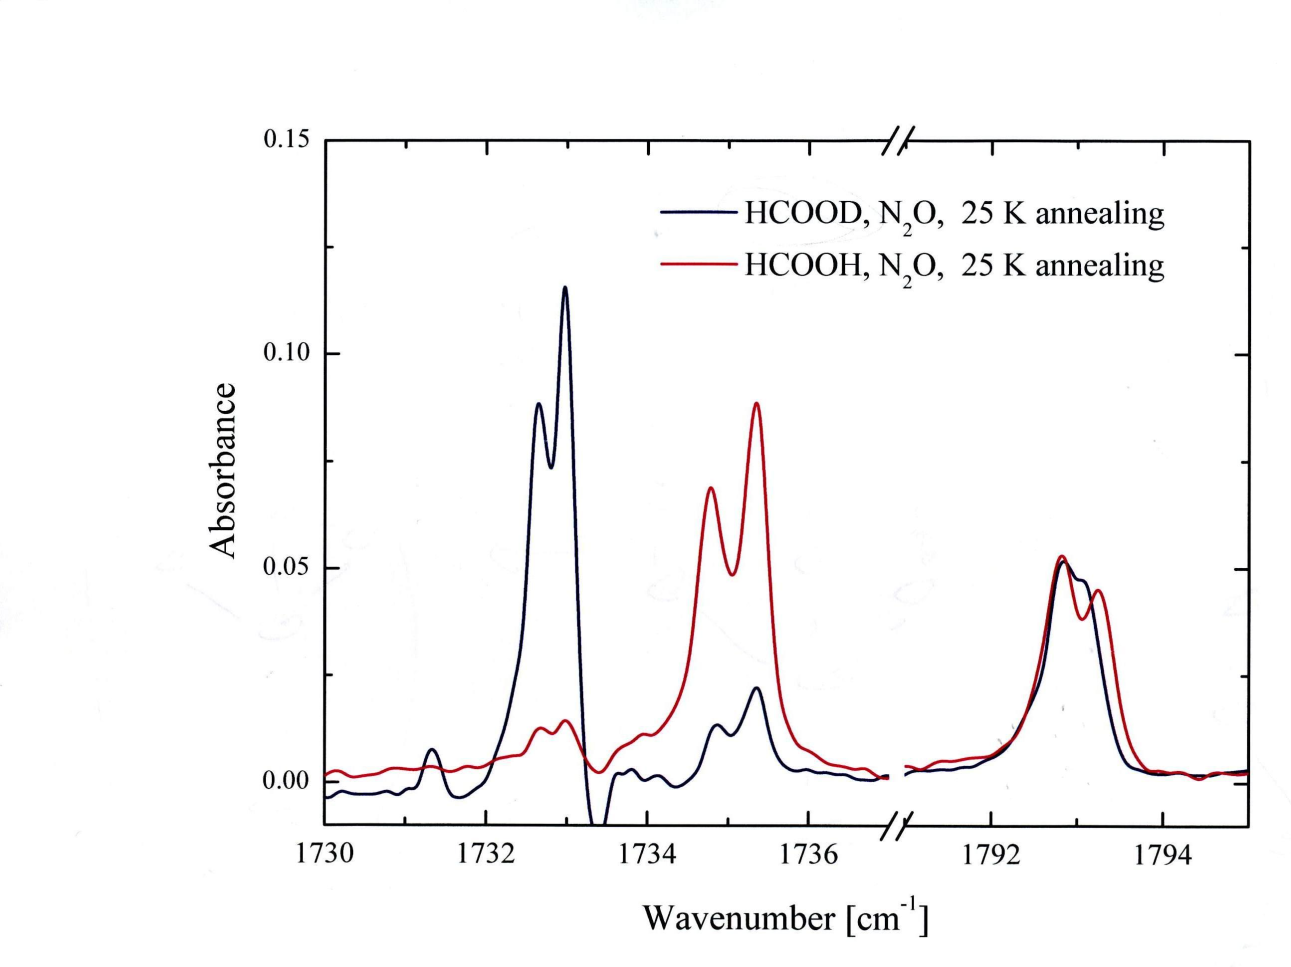 0.15
HCOOD, N₂O, 25 K annealing
HCOOH, N₂O, 25 K annealing
0.10
Absorbance
0.05
0.00
1730 1732 1734 1736 1792 1794
Wavenumber [cm⁻¹]